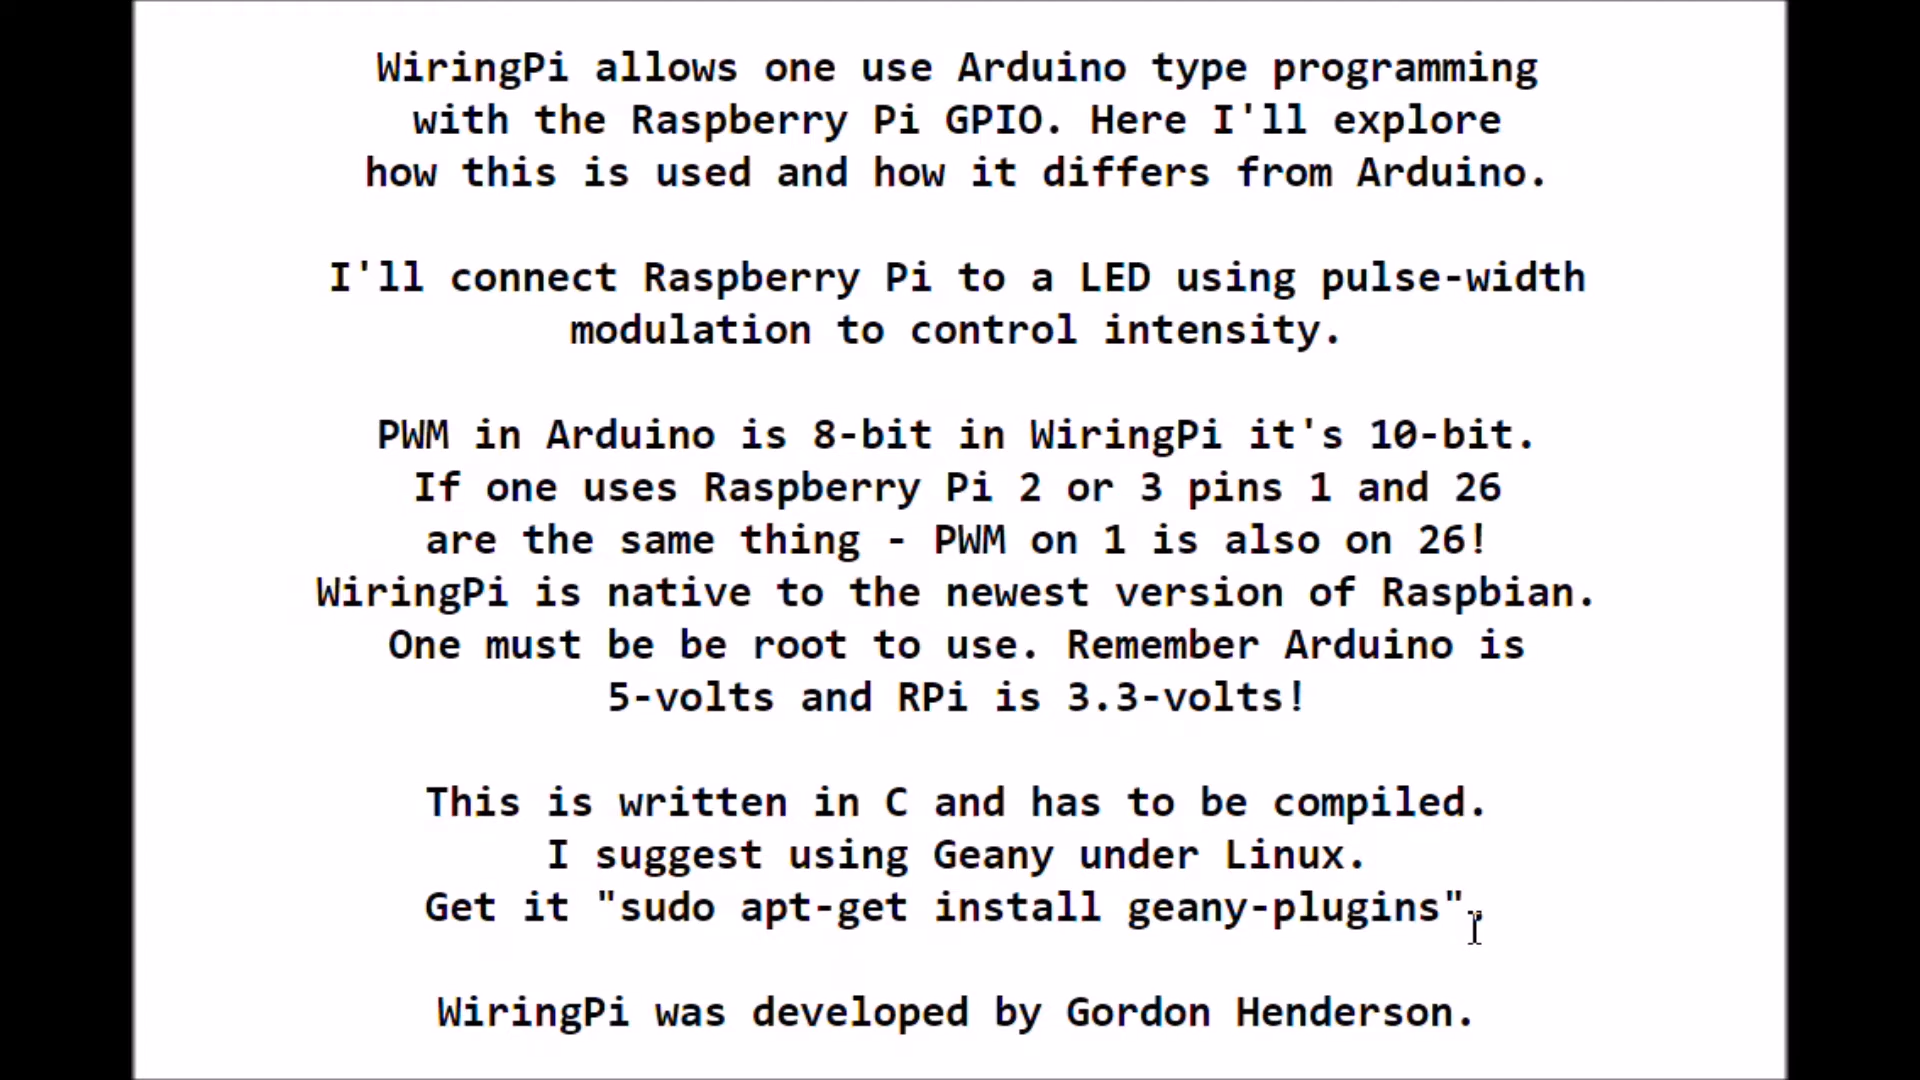 WiringPi allows one use Arduino type programming
with the Raspberry Pi GPIO. Here I'll explore
how this is used and how it differs from Arduino.
I'll connect Raspberry Pi to a LED using pulse-width
modulation to control intensity.
PWM in Arduino is 8-bit in WiringPi it's 10-bit.
If one uses Raspberry Pi 2 or 3 pins 1 and 26
are the same thing - PWM on 1 is also on 26!
WiringPi is native to the newest version of Raspbian.
One must be be root to use. Remember Arduino is
5-volts and RPi is 3.3-volts!
This is written in C and has to be compiled.
I suggest using Geany under Linux.
Get it "sudo apt-get install geany-plugins".
WiringPi was developed by Gordon Henderson.